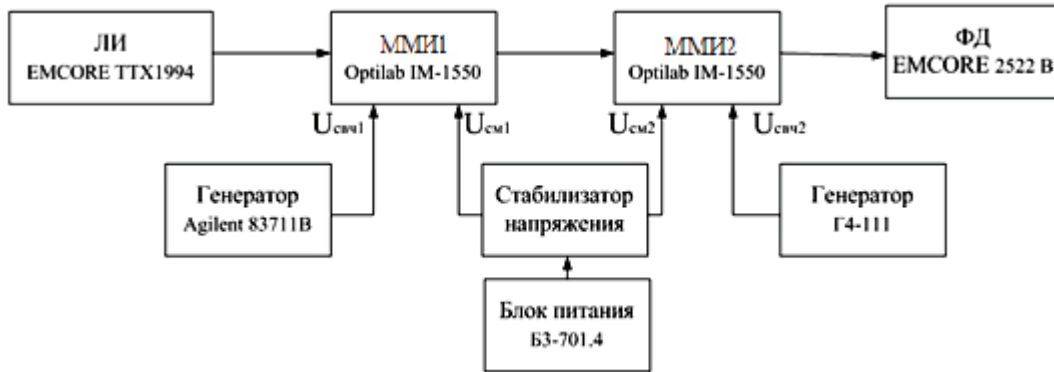 ЛИ
EMCORE TTX1994
ММИ1
Optilab IM-1550
ММИ2
Optilab IM-1550
ФД
EMCORE 2522 B
Uсвч1
Uсм1
Uсм2
Uсвч2
Генератор
Agilent 83711B
Стабилизатор
напряжения
Генератор
Г4-111
Блок питания
Б3-701.4